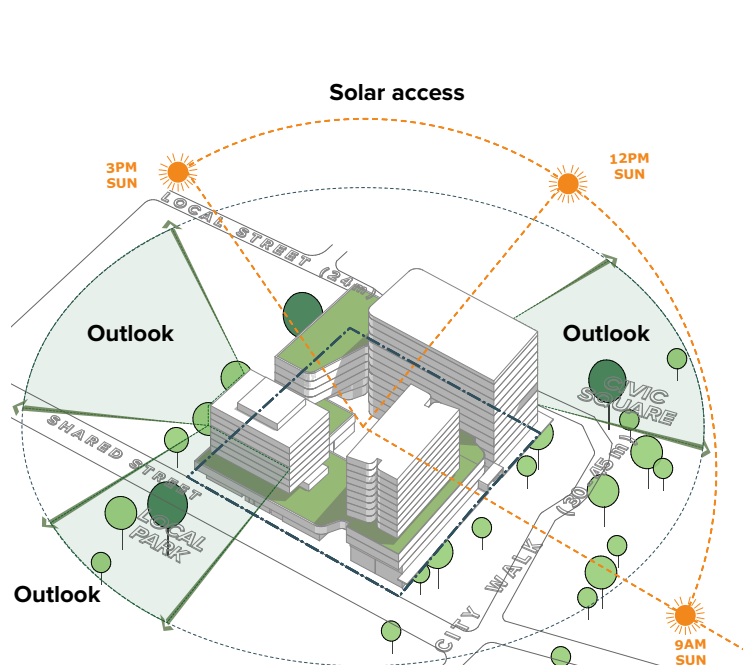 Solar access
3PM
SUN
12PM
SUN
LOCAL STREET (24m)
Outlook
Outlook
CIVIC
SQUARE
SHARED STREET
(30-45m)
LOCAL
PARK
CITY WALK
Outlook
9AM
SUN